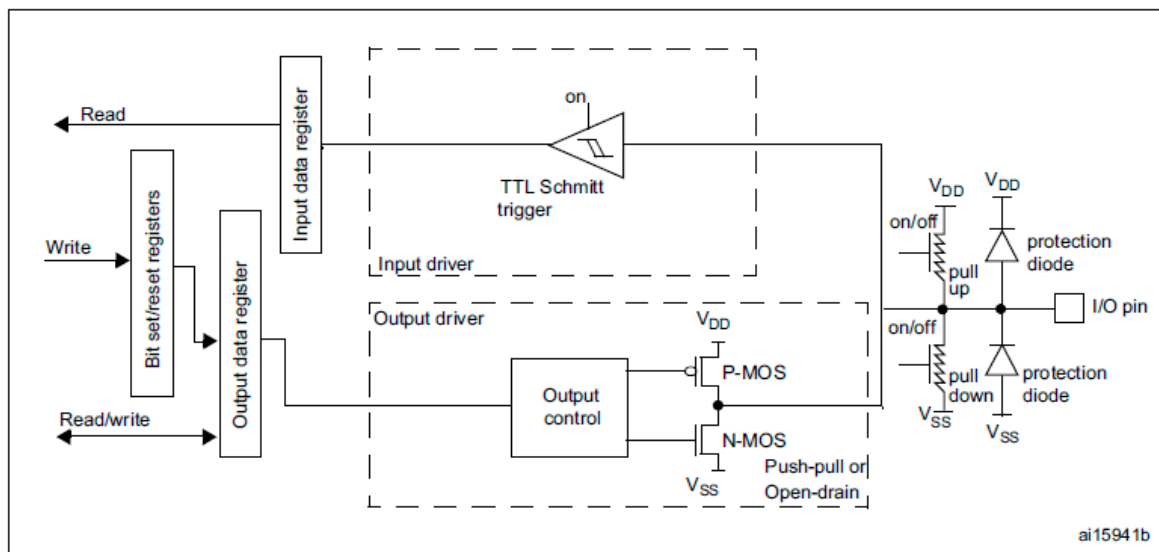 Read
Input data register
on
TTL Schmitt
trigger
Input driver
Write
Bit set/reset registers
Output data register
Read/write
Output driver
VDD
Output
control
P-MOS
N-MOS
VSS
Push-pull or
Open-drain
VDD
on/off
pull
up
on/off
pull
down
VSS
VDD
protection
diode
I/O pin
protection
diode
VSS
ai15941b